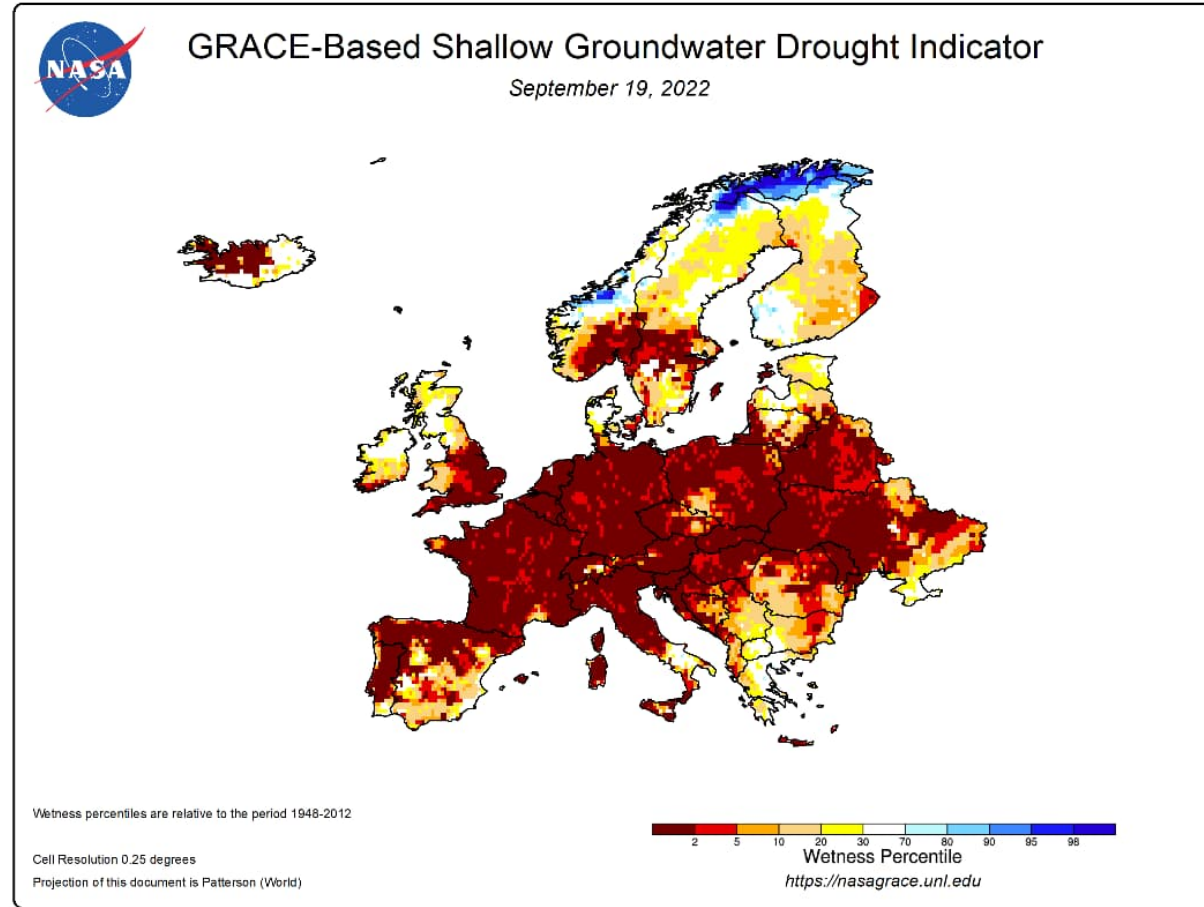 NASA
GRACE-Based Shallow Groundwater Drought Indicator
September 19, 2022
Wetness percentiles are relative to the period 1948-2012
Cell Resolution 0.25 degrees
Projection of this document is Patterson (World)
2 5 10 20 30 70 80 90 95 98
Wetness Percentile
https://nasagrace.unl.edu